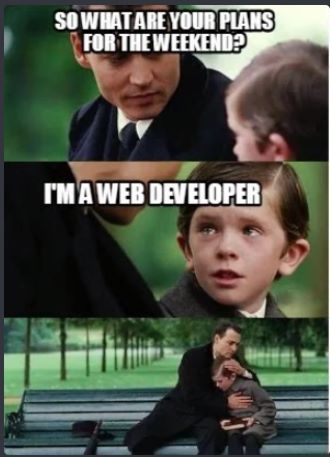 SO WHAT ARE YOUR PLANS
FOR THE WEEKEND?
I'M A WEB DEVELOPER